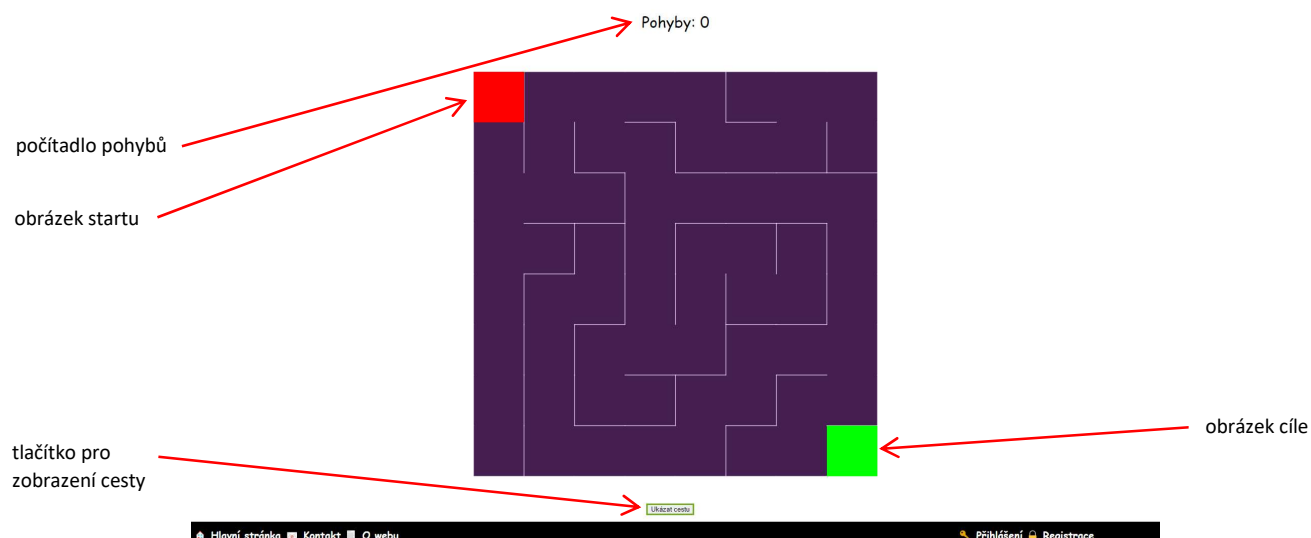 Pohyby: 0
počítadlo pohybů
obrázek startu
obrázek cíle
tlačítko pro
zobrazení cesty
Ukázat cestu
Hlavní stránka Kontakt O webu Přihlášení Registrace